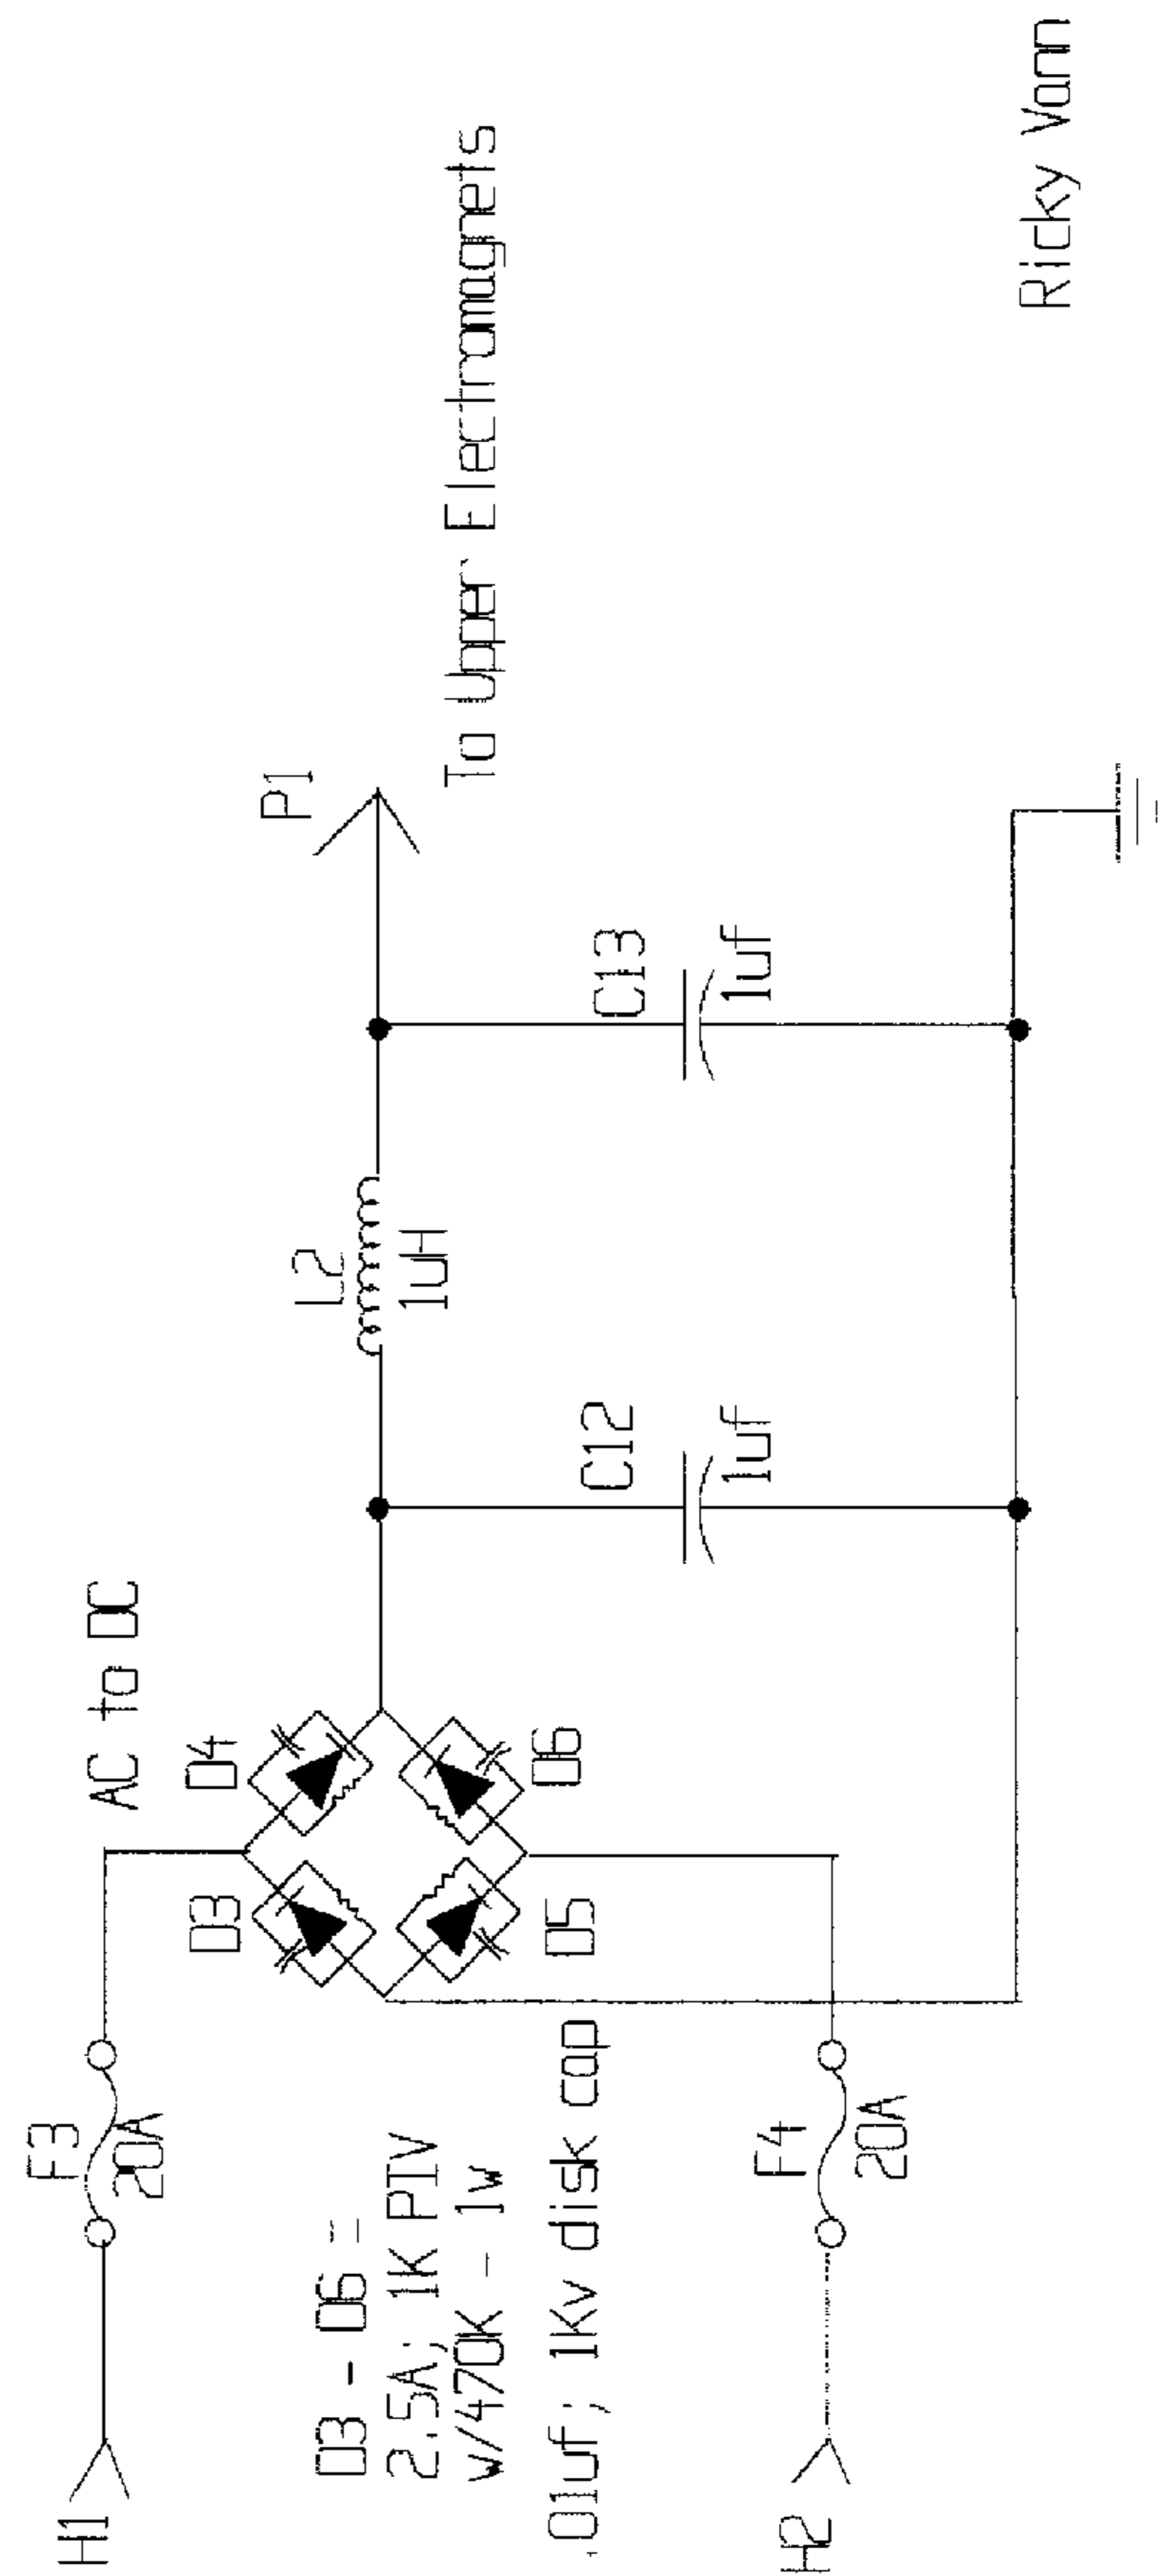 H1
F3
20A
AC to DC
D3
D4
D5
D6
D3 - D6 =
2.5A; 1K PIV
w/470K - 1w
.01uf; 1Kv disk cap
H2
F4
20A
C12
1uf
L2
1uH
C13
1uf
P1
To Upper Electromagnets
Ricky Vann